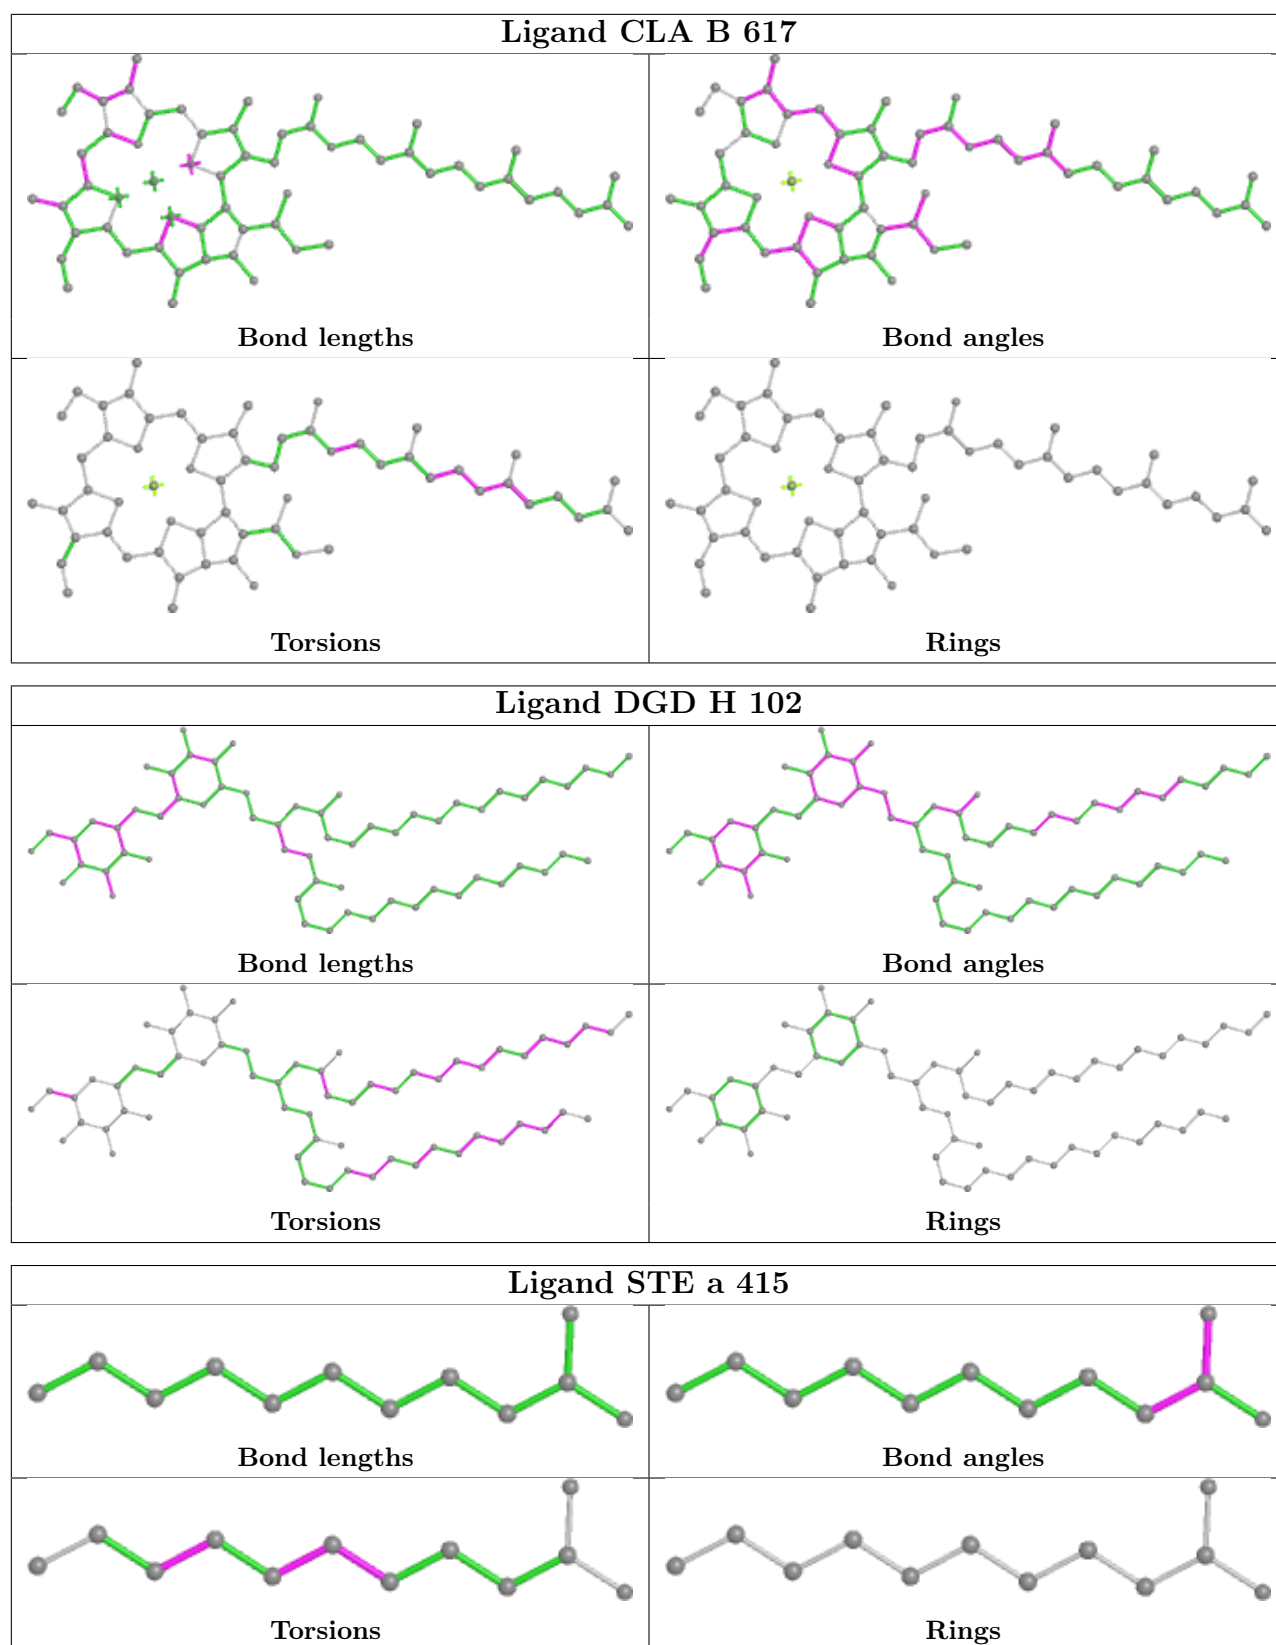 Ligand CLA B 617
Bond lengths
Bond angles
Torsions
Rings
Ligand DGD H 102
Bond lengths
Bond angles
Torsions
Rings
Ligand STE a 415
Bond lengths
Bond angles
Torsions
Rings